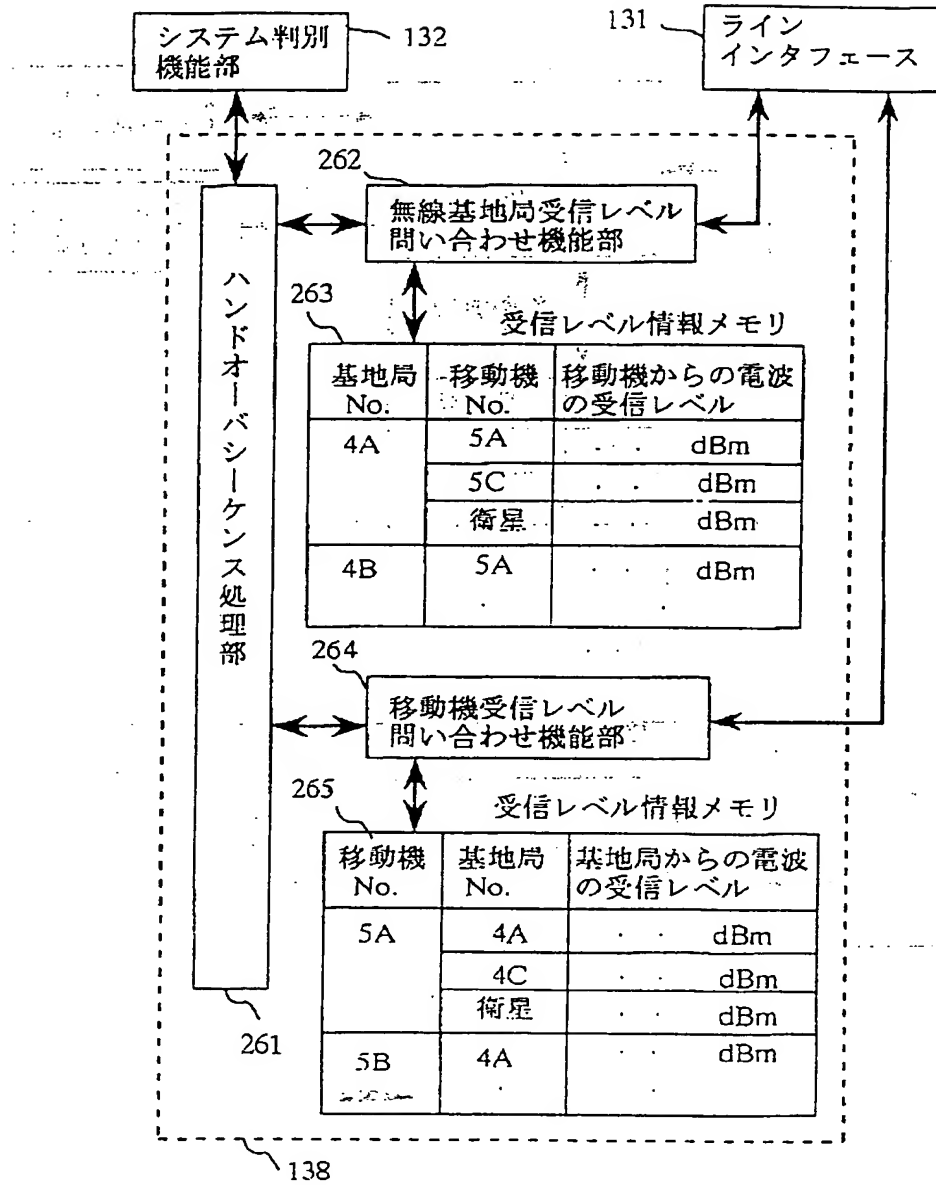 システム判別
機能部
132
131
ライン
インタフェース
262
無線基地局受信レベル
問い合わせ機能部
ハンドオーバシーケンス処理部
263
受信レベル情報メモリ
基地局
No.
移動機
No.
移動機からの電波
の受信レベル
4A
5A
. . dBm
5C
. . dBm
衛星
. . dBm
4B
5A
. . dBm
264
移動機受信レベル
問い合わせ機能部
265
受信レベル情報メモリ
移動機
No.
基地局
No.
基地局からの電波
の受信レベル
5A
4A
. . dBm
4C
. . dBm
衛星
. . dBm
5B
4A
. . dBm
261
138